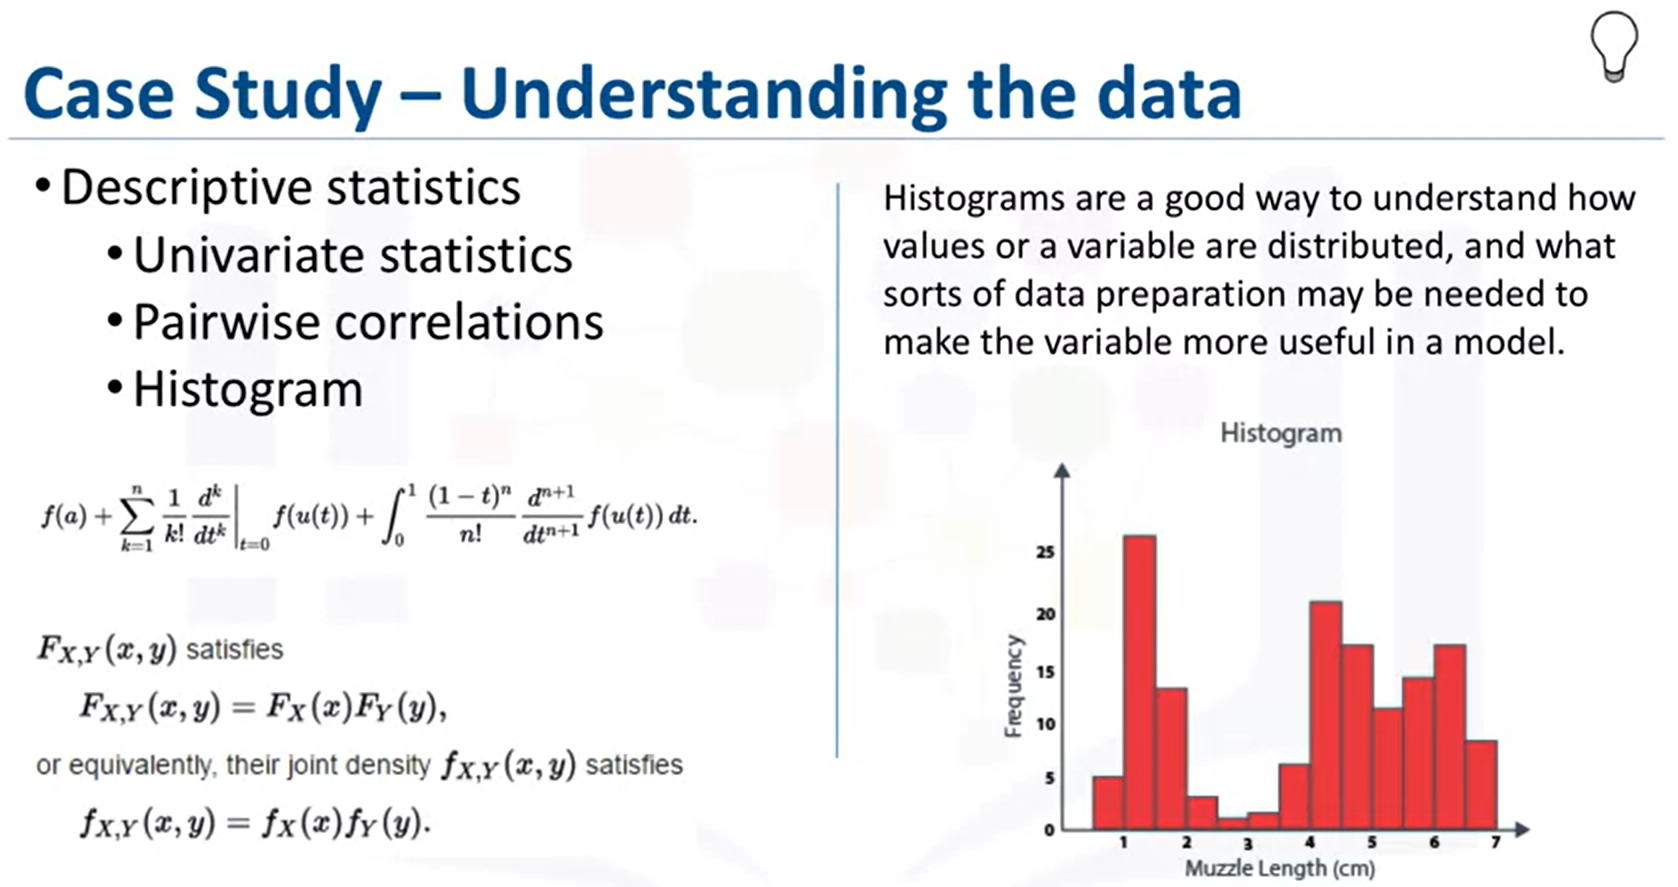 Case Study – Understanding the data
• Descriptive statistics
• Univariate statistics
• Pairwise correlations
• Histogram
f(a) + \sum_{k=1}^{n} \frac{1}{k!} \frac{d^k}{dt^k} |_{t=0} f(u(t)) + \int_0^1 \frac{(1-t)^n}{n!} \frac{d^{n+1}}{dt^{n+1}} f(u(t)) dt.
F_{X,Y}(x, y) satisfies
F_{X,Y}(x, y) = F_X(x)F_Y(y),
or equivalently, their joint density f_{X,Y}(x, y) satisfies
f_{X,Y}(x, y) = f_X(x)f_Y(y).
Histograms are a good way to understand how
values or a variable are distributed, and what
sorts of data preparation may be needed to
make the variable more useful in a model.
Histogram
Frequency
25
20
15
10
5
0
1 2 3 4 5 6 7
Muzzle Length (cm)